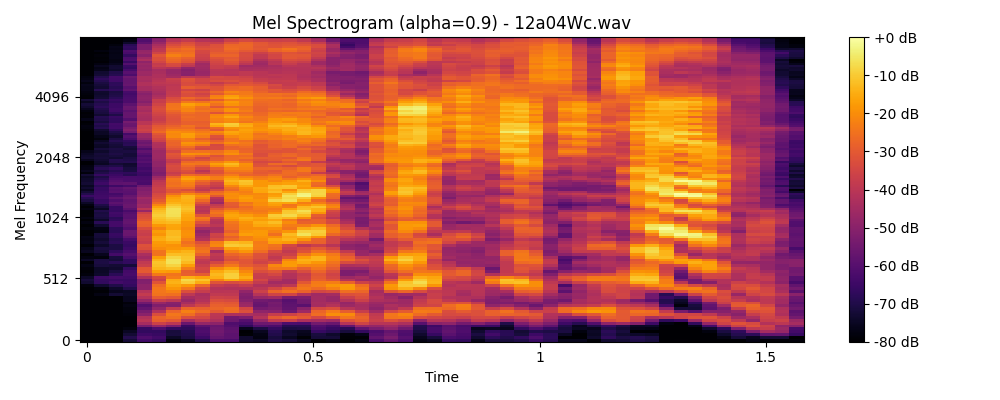 Mel Spectrogram (alpha=0.9) - 12a04Wc.wav
Mel Frequency
4096
2048
1024
512
0
0
0.5
1
1.5
Time
+0 dB
-10 dB
-20 dB
-30 dB
-40 dB
-50 dB
-60 dB
-70 dB
-80 dB